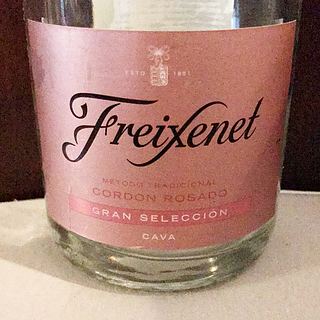 ESTD 1861
Freixenet
METODO TRADICIONAL
CORDON ROSADO
GRAN SELECCIÓN
CAVA